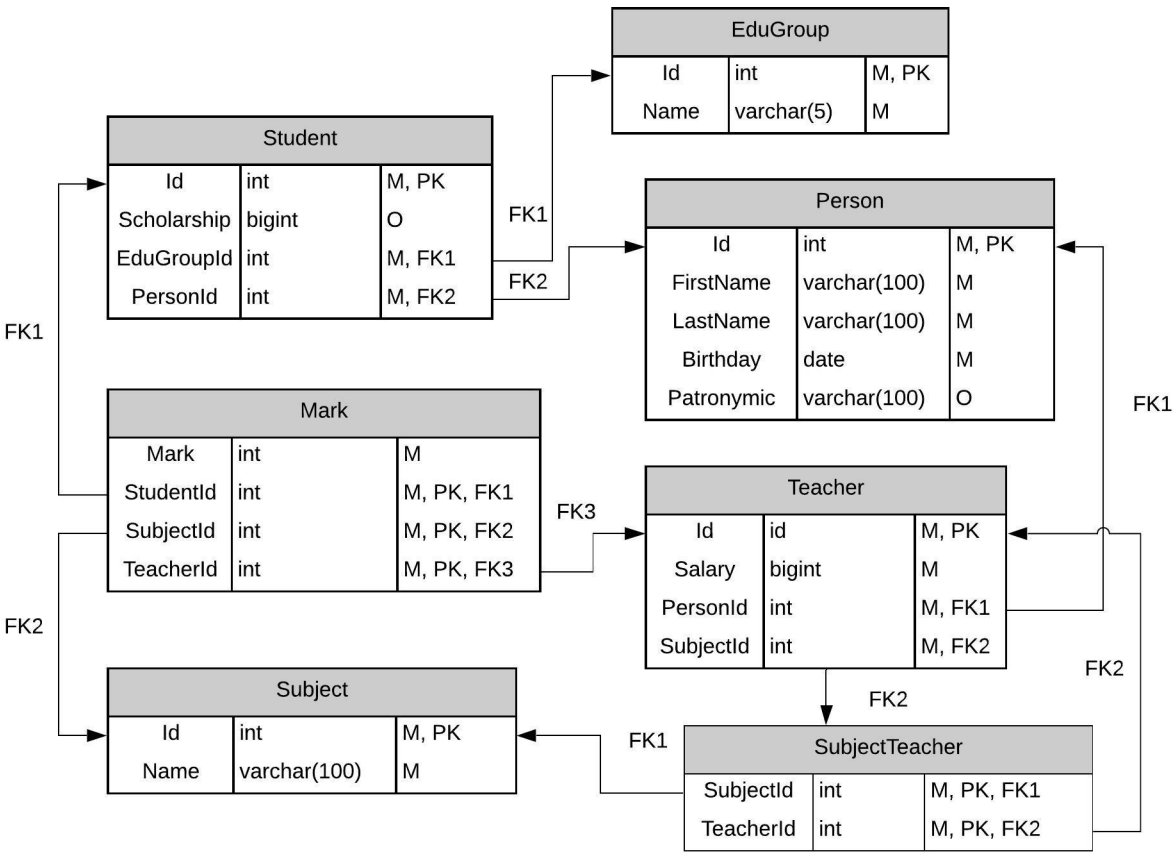 EduGroup
Id int M, PK
Name varchar(5) M
Student
Id int M, PK
Scholarship bigint O
EduGroupId int M, FK1
PersonId int M, FK2
FK1
FK2
Person
Id int M, PK
FirstName varchar(100) M
LastName varchar(100) M
Birthday date M
Patronymic varchar(100) O
FK1
FK1
Mark
Mark int M
StudentId int M, PK, FK1
SubjectId int M, PK, FK2
TeacherId int M, PK, FK3
FK3
Teacher
Id id M, PK
Salary bigint M
PersonId int M, FK1
SubjectId int M, FK2
FK2
FK2
FK2
Subject
Id int M, PK
Name varchar(100) M
FK1
SubjectTeacher
SubjectId int M, PK, FK1
TeacherId int M, PK, FK2